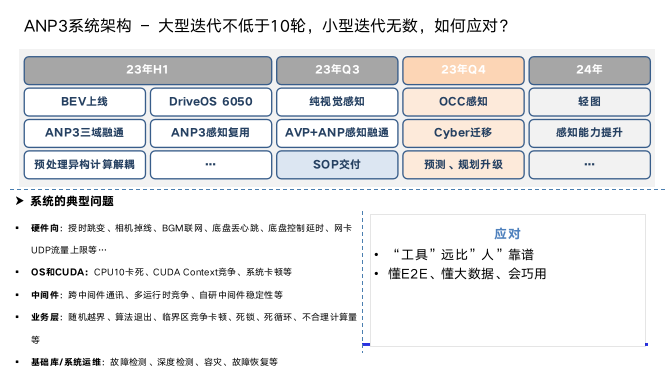 ANP3系统架构 – 大型迭代不低于10轮，小型迭代无数，如何应对？
23年H1
23年Q3
23年Q4
24年
BEV上线
DriveOS 6050
纯视觉感知
OCC感知
轻图
ANP3三域融通
ANP3感知复用
AVP+ANP感知融通
Cyber迁移
感知能力提升
预处理异构计算解耦
…
SOP交付
预测、规划升级
…
➤ 系统的典型问题
▪ 硬件向：授时跳变、相机掉线、BGM联网、底盘丢心跳、底盘控制延时、网卡
UDP流量上限等…
▪ OS和CUDA：CPU10卡死、CUDA Context竞争、系统卡顿等
▪ 中间件：跨中间件通讯、多运行时竞争、自研中间件稳定性等
▪ 业务层：随机越界、算法退出、临界区竞争卡顿、死锁、死循环、不合理计算量
等
▪ 基础库/系统运维：故障检测、深度检测、容灾、故障恢复等
应对
• “工具”远比”人”靠谱
• 懂E2E、懂大数据、会巧用